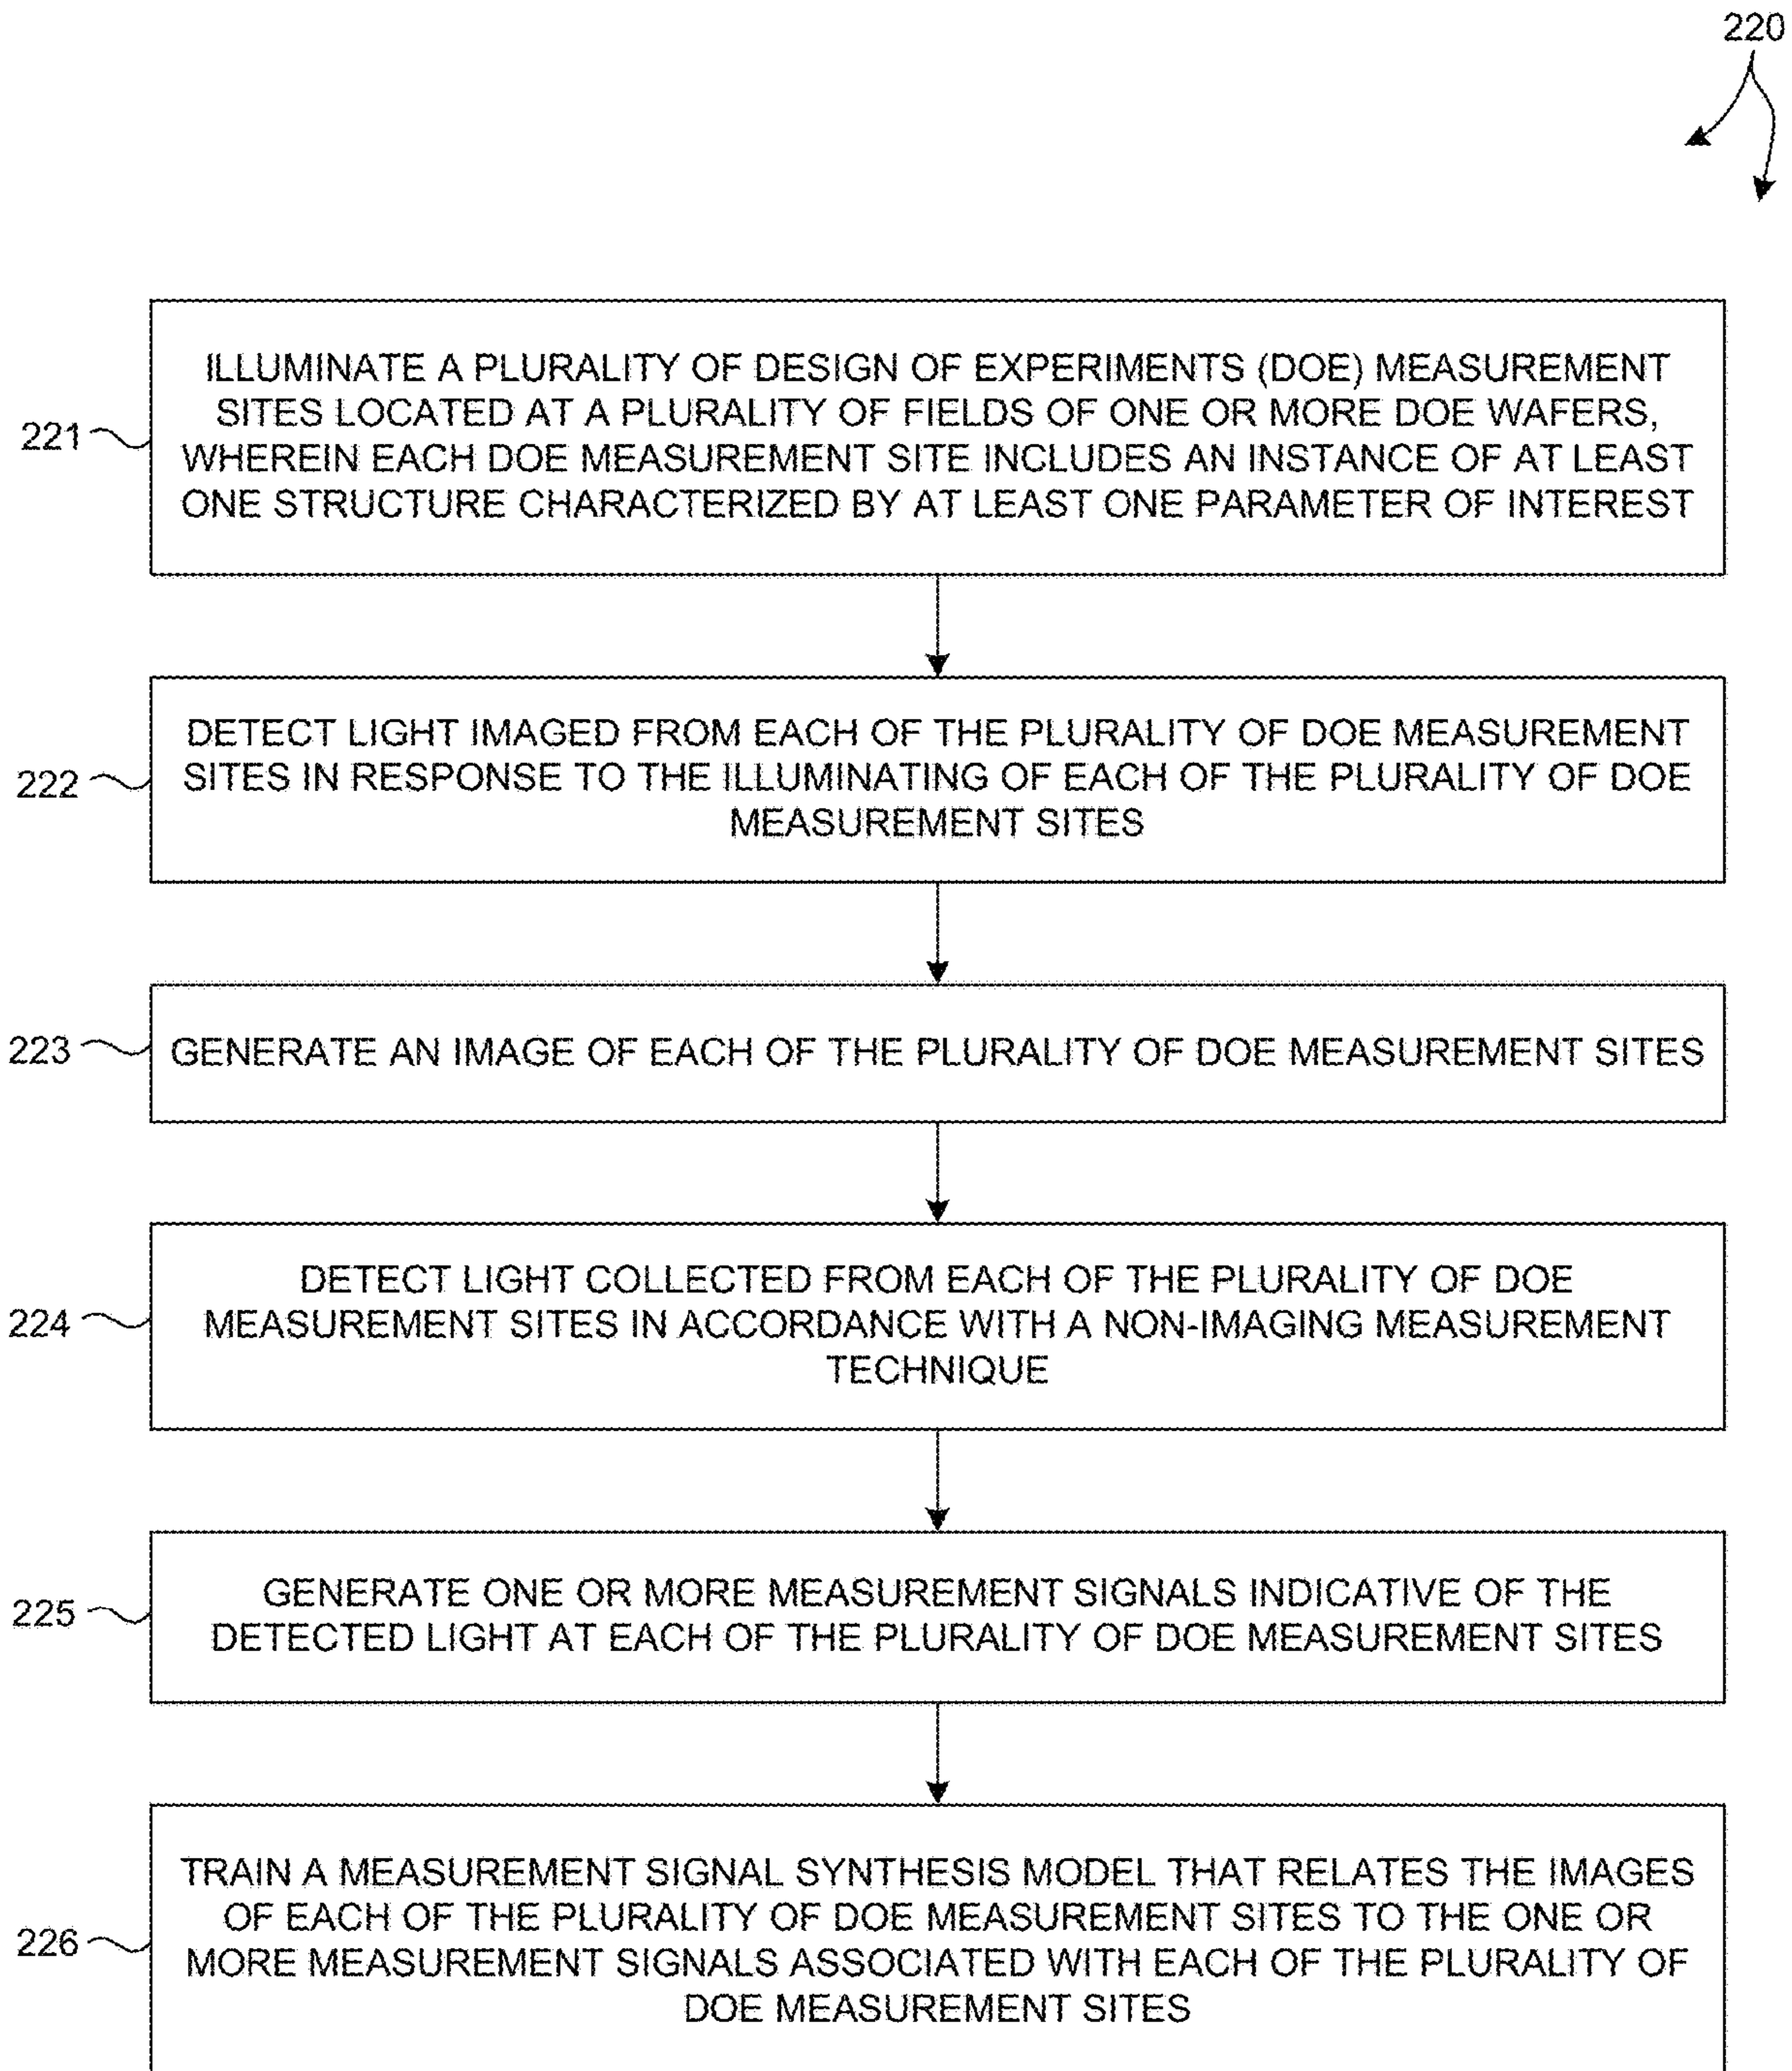 220
ILLUMINATE A PLURALITY OF DESIGN OF EXPERIMENTS (DOE) MEASUREMENT
SITES LOCATED AT A PLURALITY OF FIELDS OF ONE OR MORE DOE WAFERS,
221
WHEREIN EACH DOE MEASUREMENT SITE INCLUDES AN INSTANCE OF AT LEAST
ONE STRUCTURE CHARACTERIZED BY AT LEAST ONE PARAMETER OF INTEREST
DETECT LIGHT IMAGED FROM EACH OF THE PLURALITY OF DOE MEASUREMENT
222
SITES IN RESPONSE TO THE ILLUMINATING OF EACH OF THE PLURALITY OF DOE
MEASUREMENT SITES
223
GENERATE AN IMAGE OF EACH OF THE PLURALITY OF DOE MEASUREMENT SITES
DETECT LIGHT COLLECTED FROM EACH OF THE PLURALITY OF DOE
224
MEASUREMENT SITES IN ACCORDANCE WITH A NON-IMAGING MEASUREMENT
TECHNIQUE
225
GENERATE ONE OR MORE MEASUREMENT SIGNALS INDICATIVE OF THE
DETECTED LIGHT AT EACH OF THE PLURALITY OF DOE MEASUREMENT SITES
TRAIN A MEASUREMENT SIGNAL SYNTHESIS MODEL THAT RELATES THE IMAGES
OF EACH OF THE PLURALITY OF DOE MEASUREMENT SITES TO THE ONE OR
226
MORE MEASUREMENT SIGNALS ASSOCIATED WITH EACH OF THE PLURALITY OF
DOE MEASUREMENT SITES